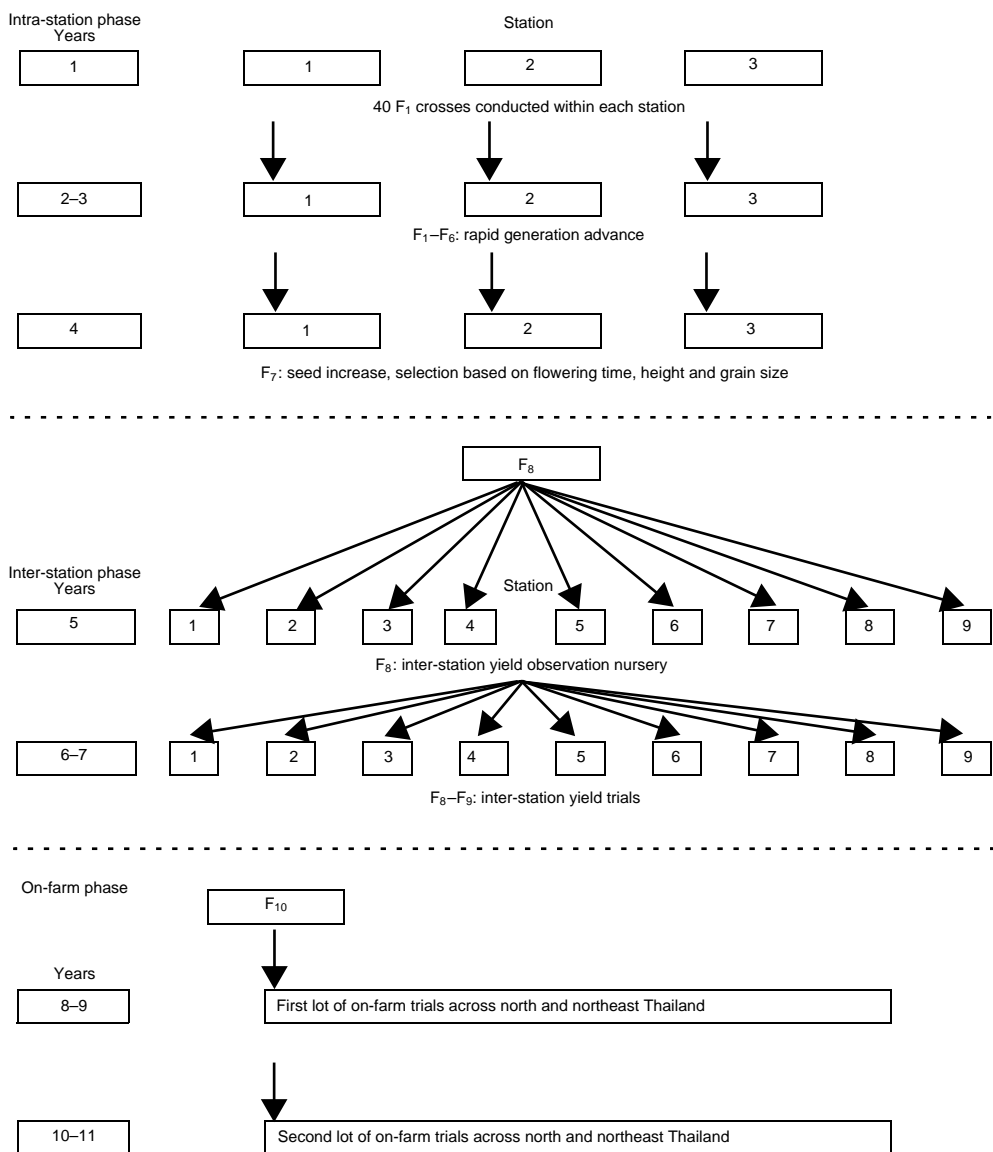 Intra-station phase
Years
Station
1 1 2 3
40 F₁ crosses conducted within each station
2–3 1 2 3
F₁–F₆: rapid generation advance
4 1 2 3
F₇: seed increase, selection based on flowering time, height and grain size
F₈
Inter-station phase
Years
Station
5 1 2 3 4 5 6 7 8 9
F₈: inter-station yield observation nursery
6–7 1 2 3 4 5 6 7 8 9
F₈–F₉: inter-station yield trials
On-farm phase
F₁₀
Years
8–9 First lot of on-farm trials across north and northeast Thailand
10–11 Second lot of on-farm trials across north and northeast Thailand